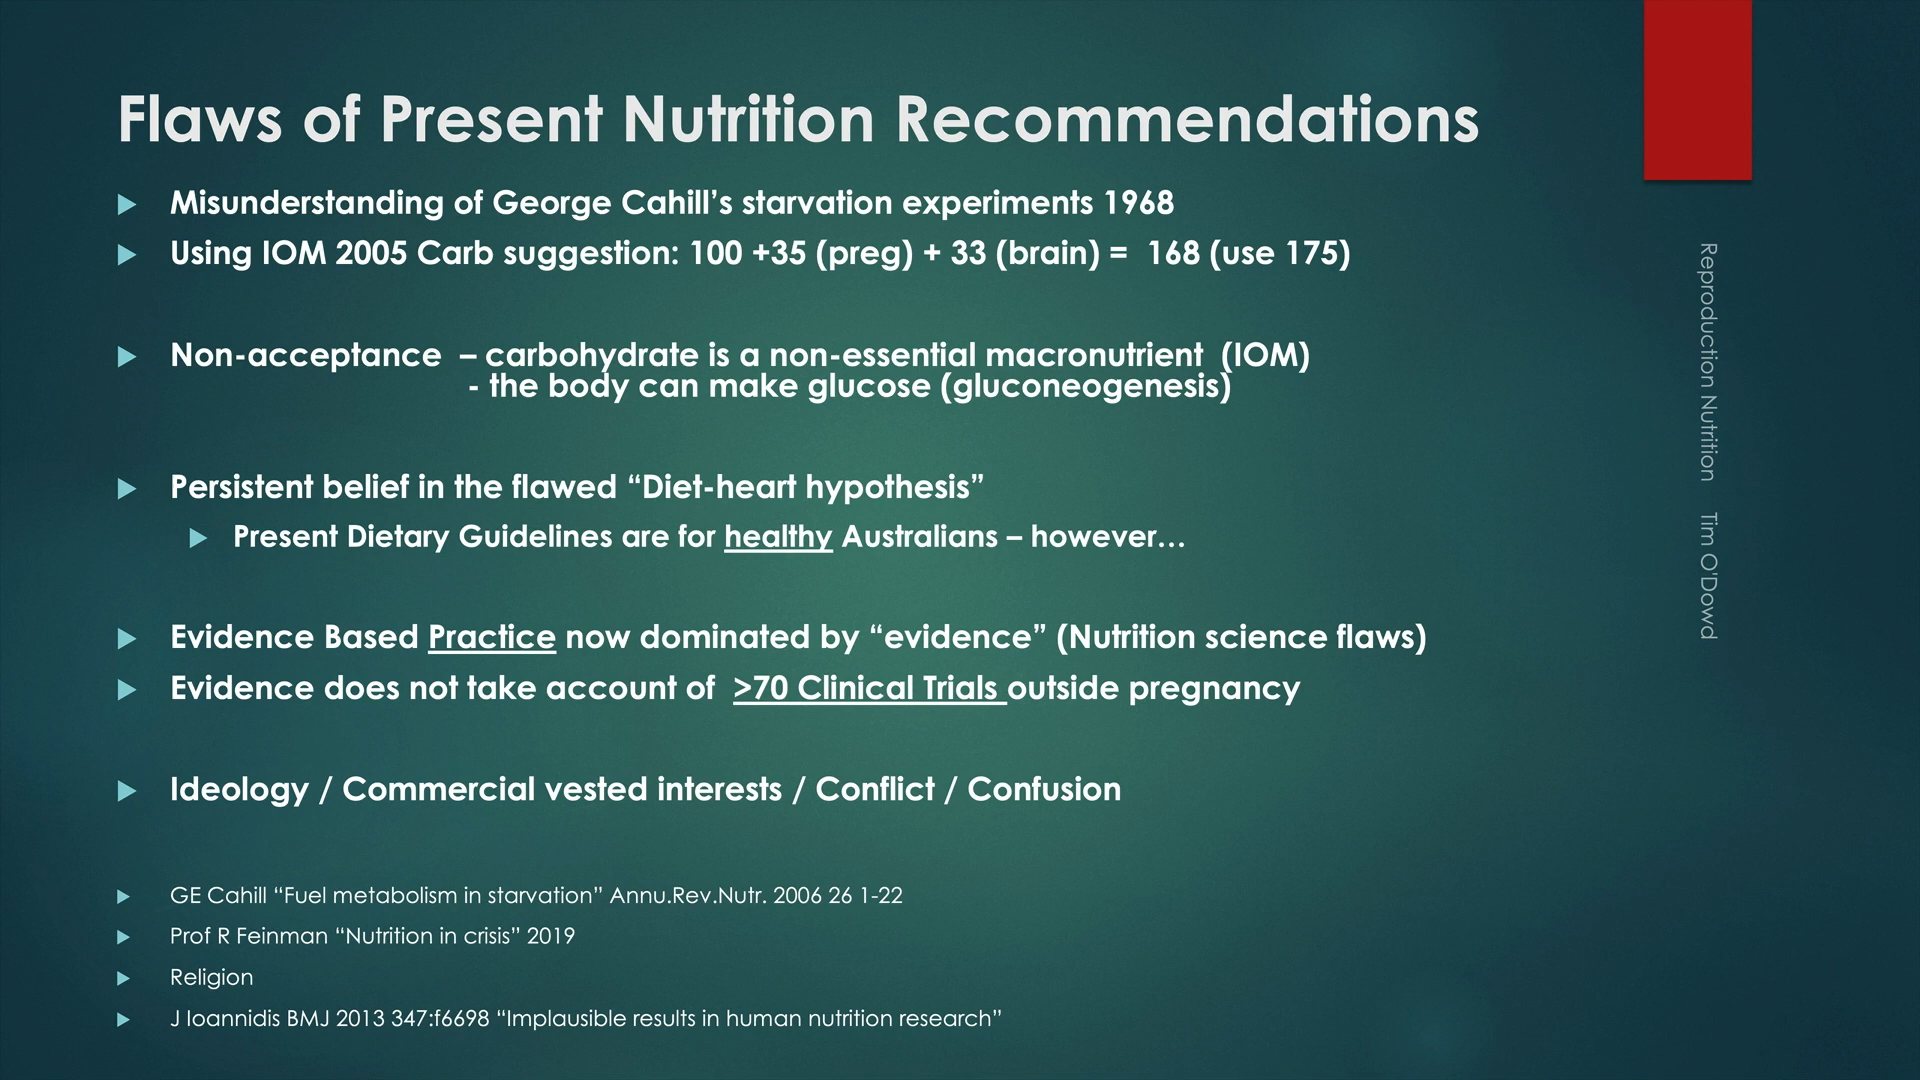 Flaws of Present Nutrition Recommendations
Misunderstanding of George Cahill’s starvation experiments 1968
Using IOM 2005 Carb suggestion: 100 +35 (preg) + 33 (brain) = 168 (use 175)
Non-acceptance – carbohydrate is a non-essential macronutrient (IOM)
- the body can make glucose (gluconeogenesis)
Persistent belief in the flawed “Diet-heart hypothesis”
Present Dietary Guidelines are for healthy Australians – however…
Evidence Based Practice now dominated by “evidence” (Nutrition science flaws)
Evidence does not take account of >70 Clinical Trials outside pregnancy
Ideology / Commercial vested interests / Conflict / Confusion
GE Cahill “Fuel metabolism in starvation” Annu.Rev.Nutr. 2006 26 1-22
Prof R Feinman “Nutrition in crisis” 2019
Religion
J Ioannidis BMJ 2013 347:f6698 “Implausible results in human nutrition research”
Reproduction Nutrition Tim O'Dowd